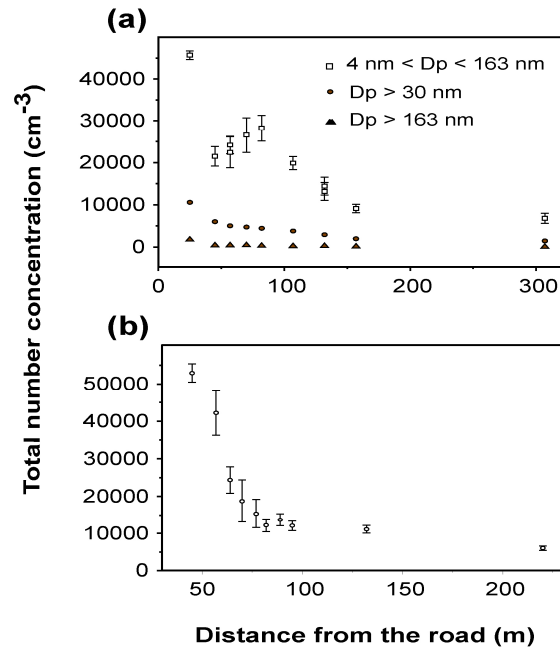 (a)
Total number concentration (cm-3)
40000
30000
20000
10000
0
4 nm < Dp < 163 nm
Dp > 30 nm
Dp > 163 nm
0 100 200 300
(b)
50000
40000
30000
20000
10000
0
50 100 150 200
Distance from the road (m)